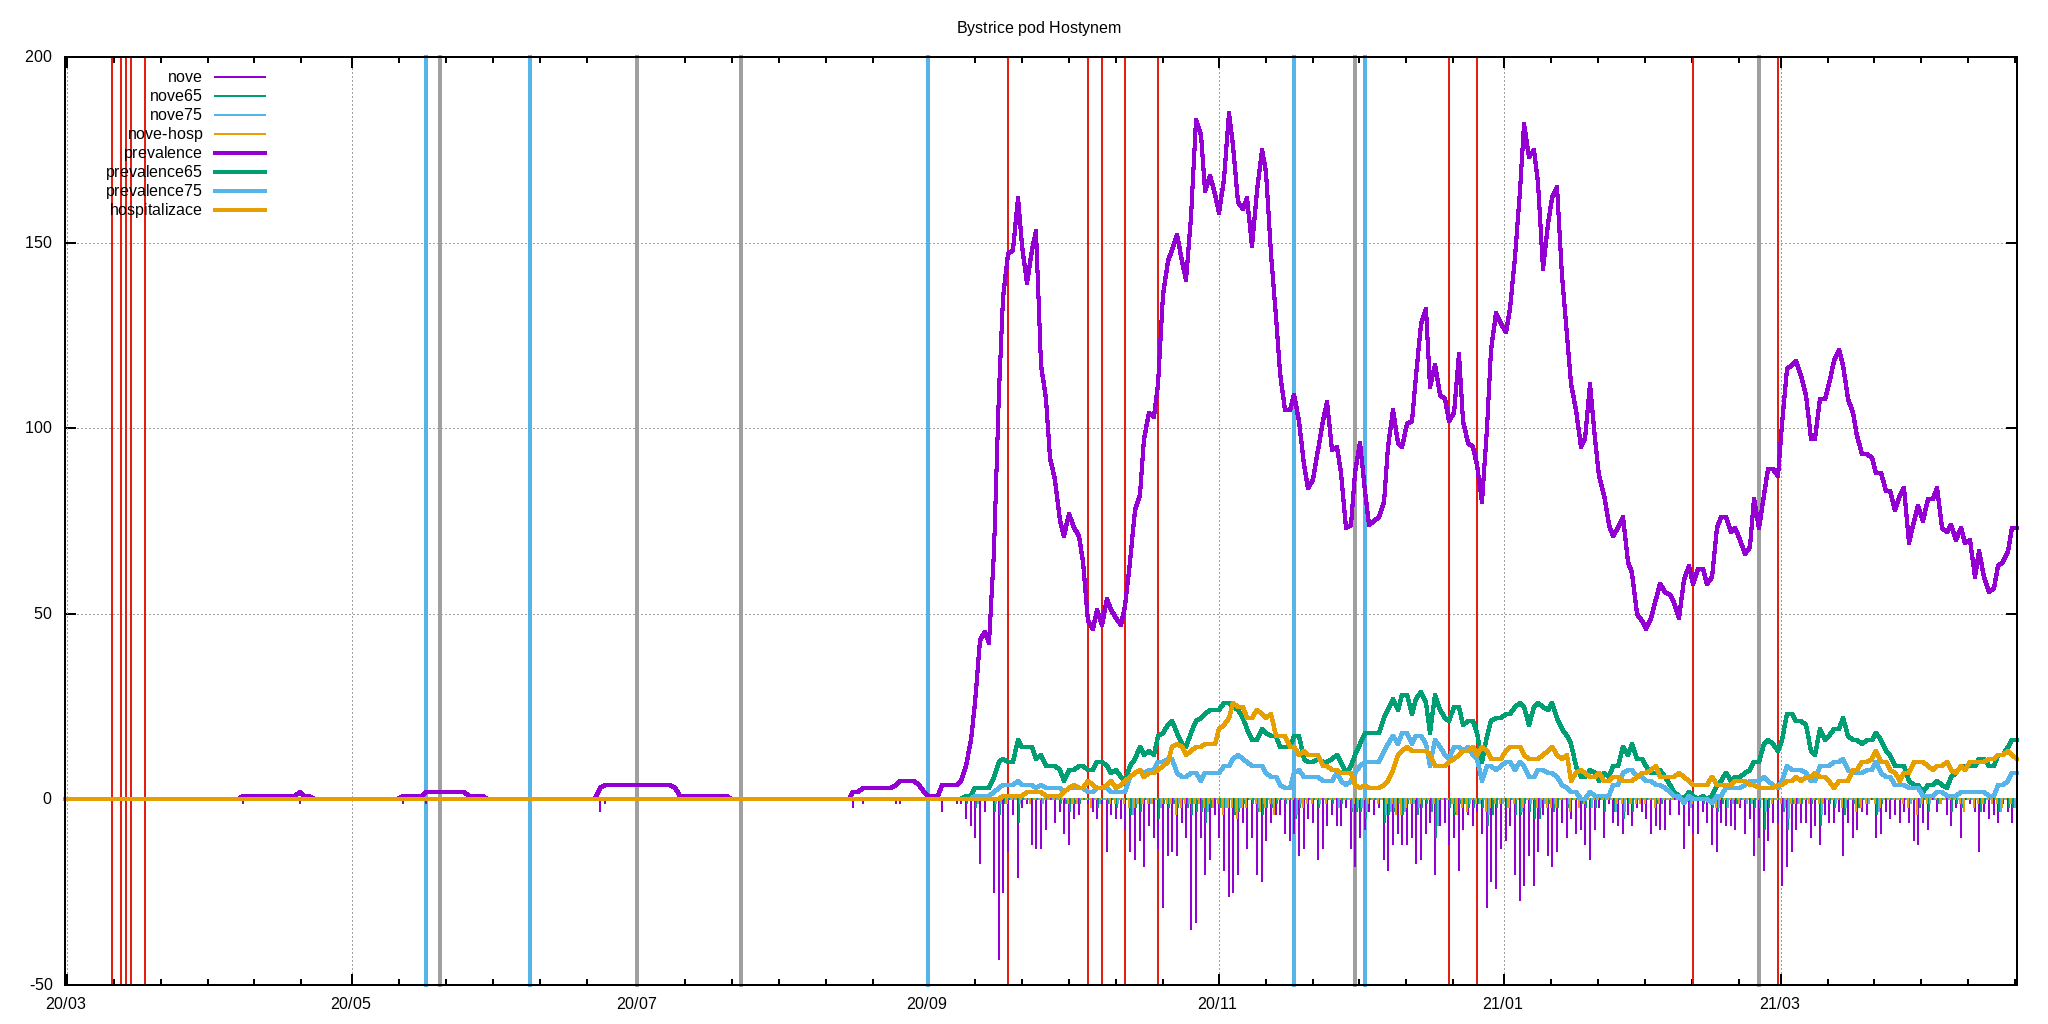 Bystrice pod Hostynem
200
150
100
50
0
-50
nove
nove65
nove75
nove-hosp
prevalence
prevalence65
prevalence75
hospitalizace
20/03 20/05 20/07 20/09 20/11 21/01 21/03